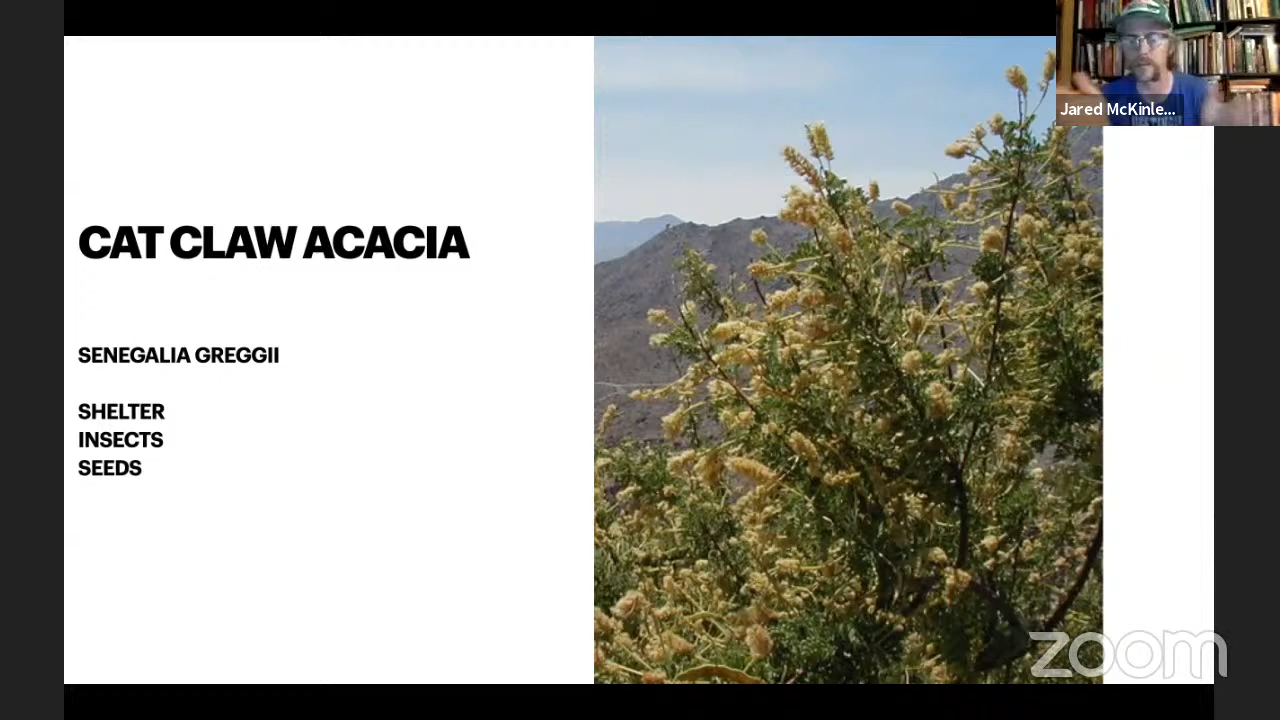 Jared McKinle...
CAT CLAW ACACIA
SENEGALIA GREGGII
SHELTER
INSECTS
SEEDS
zoom